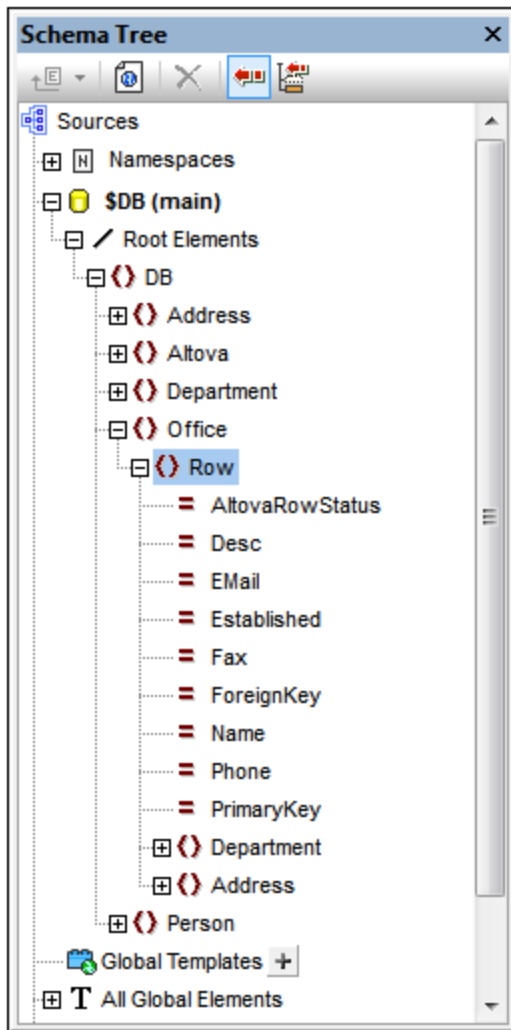 Schema Tree
Sources
Namespaces
$DB (main)
Root Elements
DB
Address
Altova
Department
Office
Row
AltovaRowStatus
Desc
EMail
Established
Fax
ForeignKey
Name
Phone
PrimaryKey
Department
Address
Person
Global Templates
All Global Elements